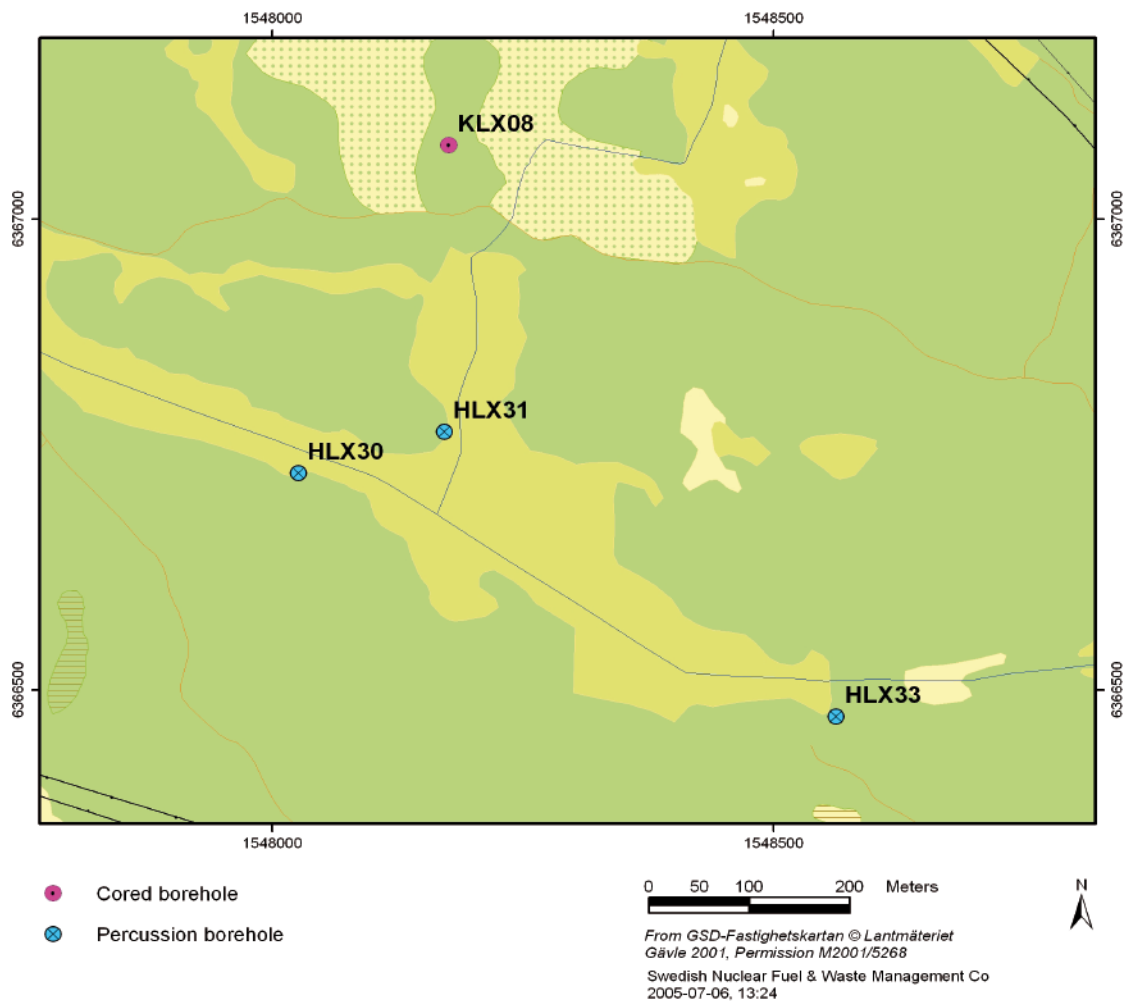 1548000 1548500
KLX08
6367000 6367000
HLX31
HLX30
6366500 6366500
HLX33
1548000 1548500
Cored borehole
Percussion borehole
0 50 100 200 Meters
N
From GSD-Fastighetskartan © Lantmäteriet
Gävle 2001, Permission M2001/5268
Swedish Nuclear Fuel & Waste Management Co
2005-07-06, 13:24